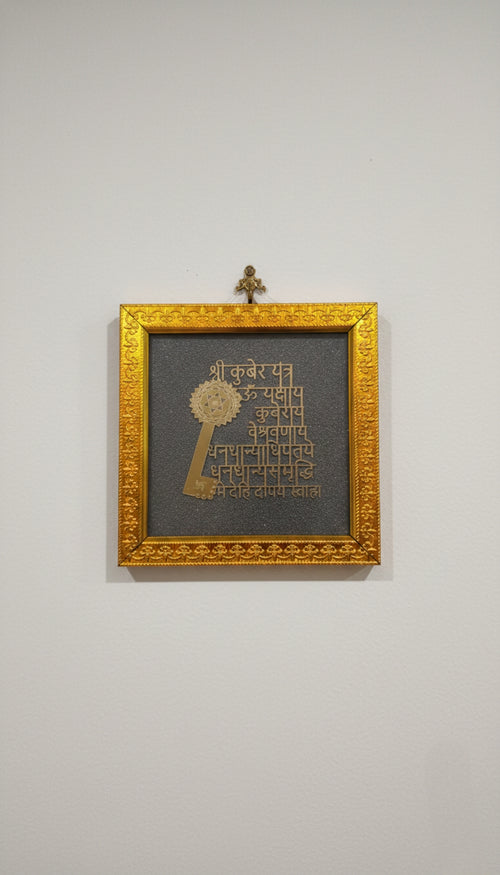 श्री कुबेर यंत्र
ॐ यक्षाय
कुबेराय
वेश्रवणाय
धनधान्याधिपतये
धनधान्यसमृद्धि
मे देहि दापय स्वाहा